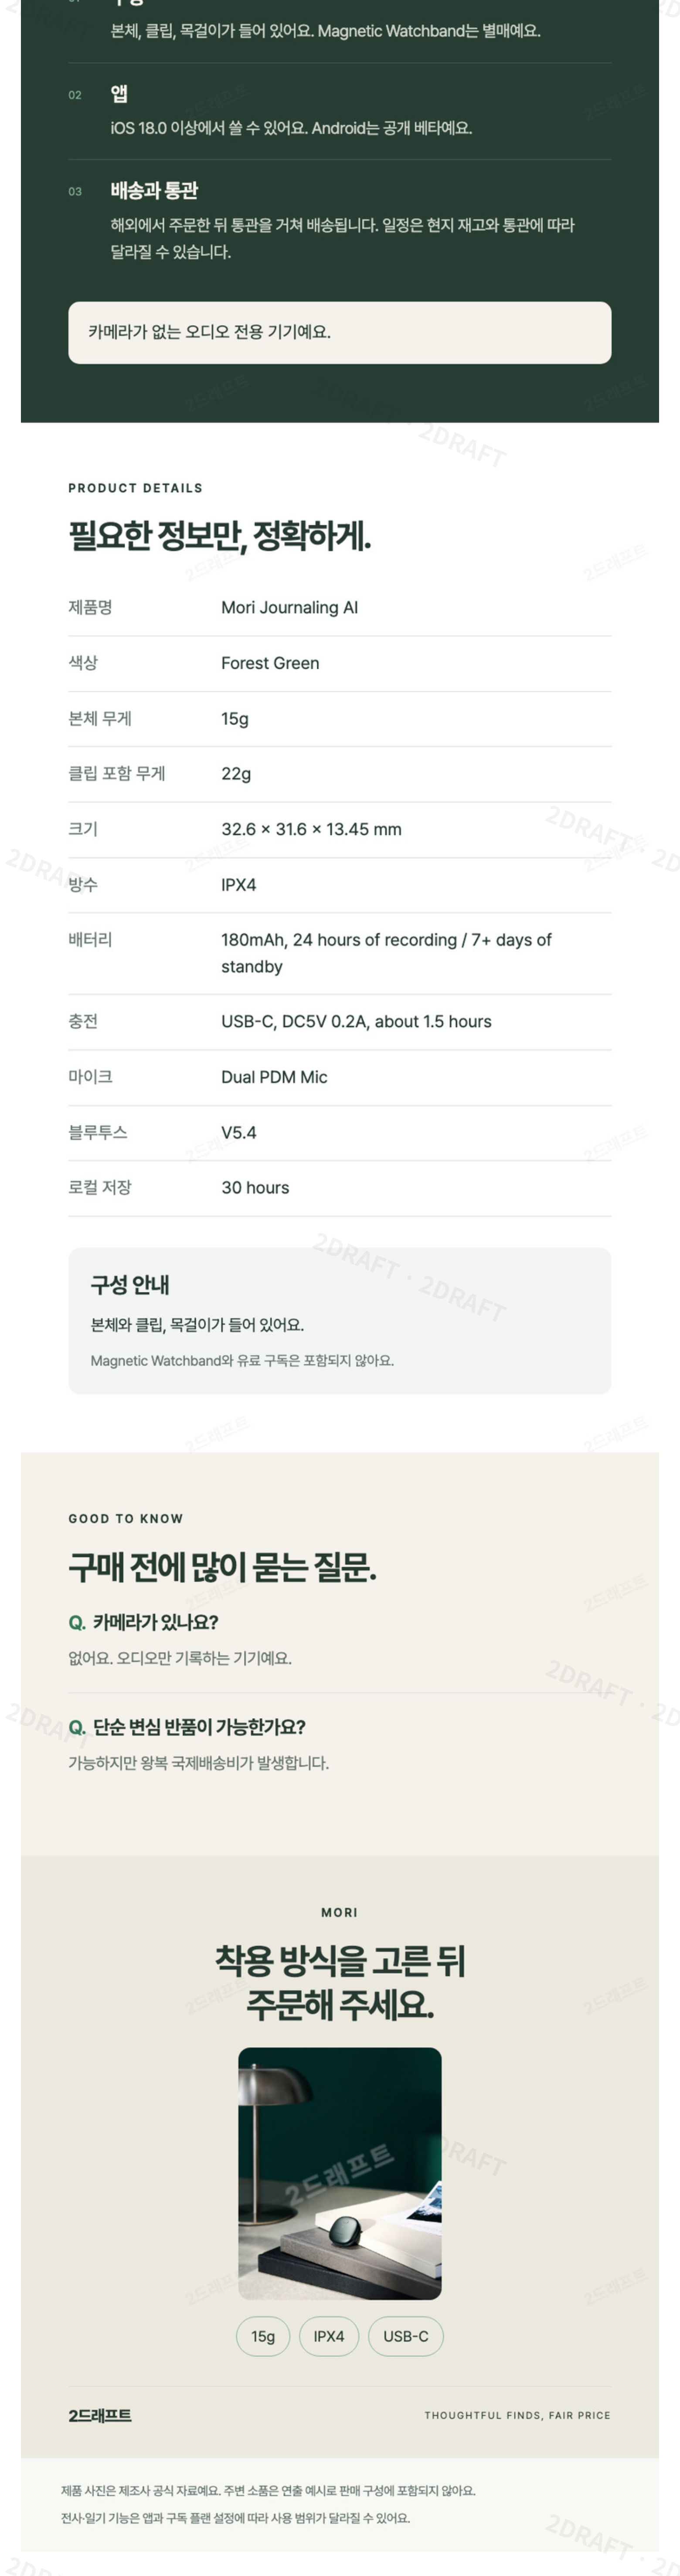 본체, 클립, 목걸이가 들어 있어요. Magnetic Watchband는 별매예요.
02
앱
iOS 18.0 이상에서 쓸 수 있어요. Android는 공개 베타예요.
03
배송과 통관
해외에서 주문한 뒤 통관을 거쳐 배송됩니다. 일정은 현지 재고와 통관에 따라
달라질 수 있습니다.
카메라가 없는 오디오 전용 기기예요.
2DRAFT · 2DRAFT
PRODUCT DETAILS
필요한 정보만, 정확하게.
제품명 Mori Journaling AI
색상 Forest Green
본체 무게 15g
클립 포함 무게 22g
크기 32.6 × 31.6 × 13.45 mm
방수 IPX4
배터리 180mAh, 24 hours of recording / 7+ days of
standby
충전 USB-C, DC5V 0.2A, about 1.5 hours
마이크 Dual PDM Mic
블루투스 V5.4
로컬 저장 30 hours
2DRAFT · 2DRAFT
구성 안내
본체와 클립, 목걸이가 들어 있어요.
Magnetic Watchband와 유료 구독은 포함되지 않아요.
GOOD TO KNOW
구매 전에 많이 묻는 질문.
Q. 카메라가 있나요?
없어요. 오디오만 기록하는 기기예요.
Q. 단순 변심 반품이 가능한가요?
가능하지만 왕복 국제배송비가 발생합니다.
MORI
착용 방식을 고른 뒤
주문해 주세요.
2드래프트
15g IPX4 USB-C
2드래프트 THOUGHTFUL FINDS, FAIR PRICE
제품 사진은 제조사 공식 자료예요. 주변 소품은 연출 예시로 판매 구성에 포함되지 않아요.
전사·일기 기능은 앱과 구독 플랜 설정에 따라 사용 범위가 달라질 수 있어요.